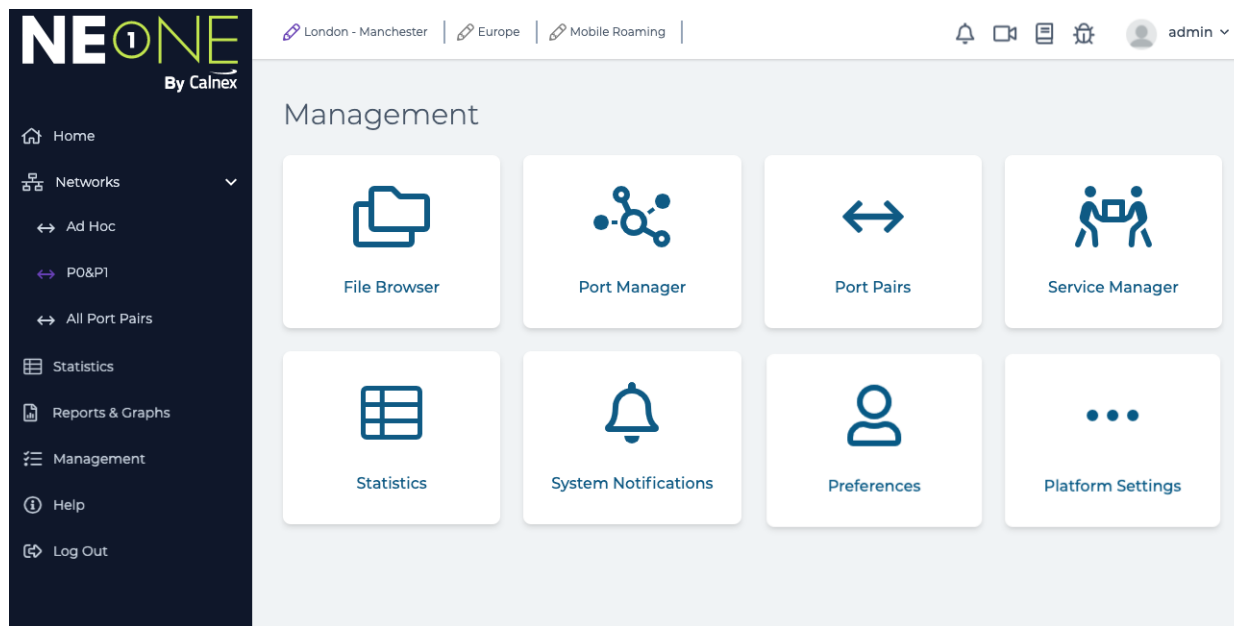 NE1NE
By Calnex
London - Manchester
Europe
Mobile Roaming
admin
Home
Networks
Ad Hoc
P0&P1
All Port Pairs
Statistics
Reports & Graphs
Management
Help
Log Out
Management
File Browser
Port Manager
Port Pairs
Service Manager
Statistics
System Notifications
Preferences
Platform Settings